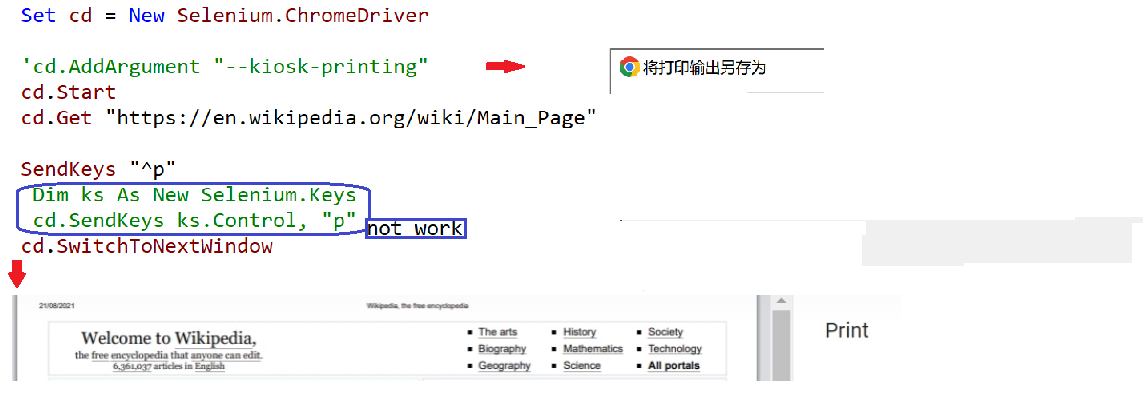 Set cd = New Selenium.ChromeDriver
'cd.AddArgument "--kiosk-printing"
将打印输出另存为
cd.Start
cd.Get "https://en.wikipedia.org/wiki/Main_Page"
SendKeys "^p"
Dim ks As New Selenium.Keys
cd.SendKeys ks.Control, "p"
not work
cd.SwitchToNextWindow
21/08/2021 Wikipedia, the free encyclopedia
Welcome to Wikipedia,
the free encyclopedia that anyone can edit.
6,361,037 articles in English
The arts
Biography
Geography
History
Mathematics
Science
Society
Technology
All portals
Print